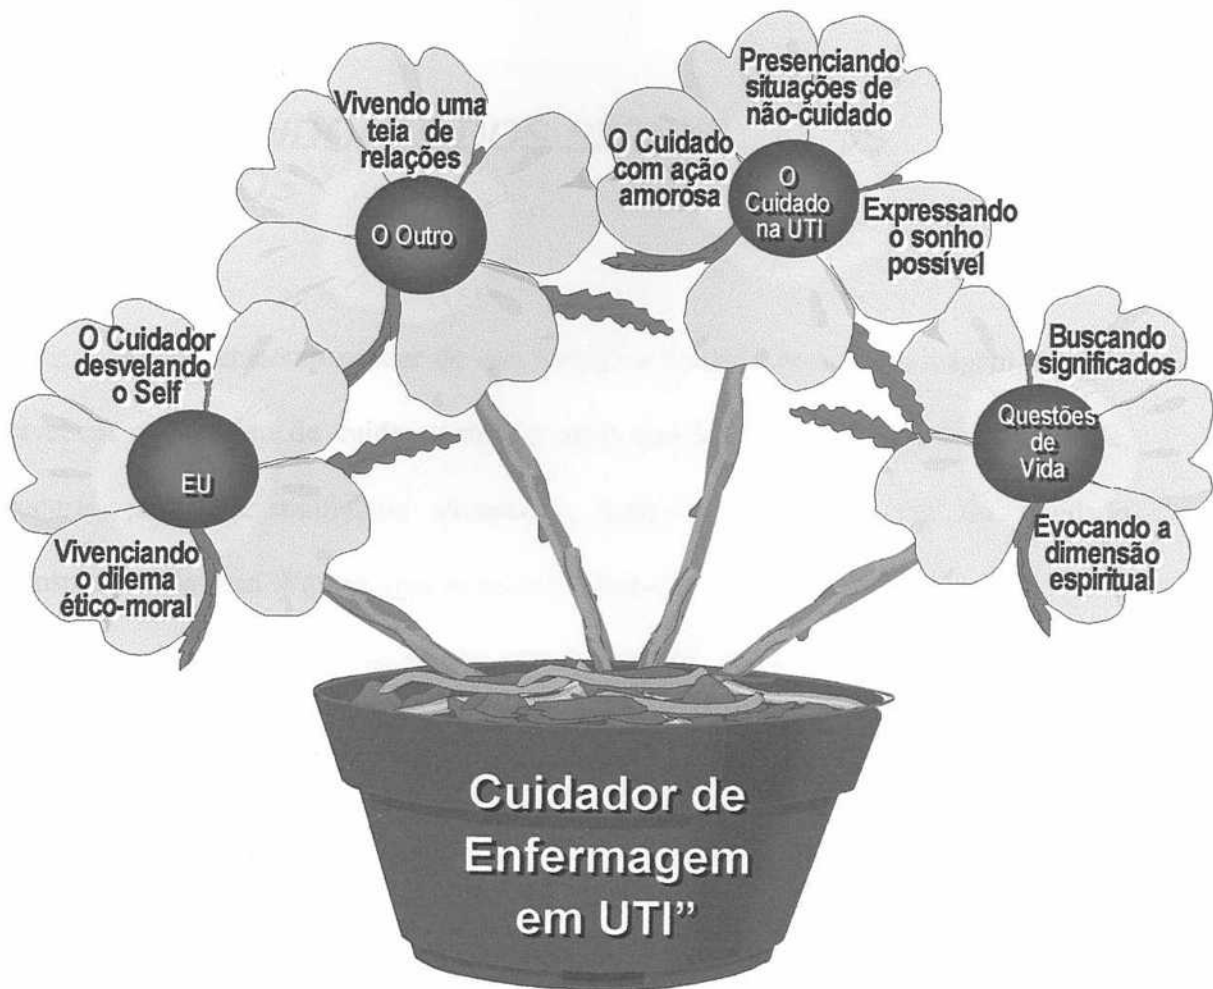 Vivendo uma
teia de
relações
O Outro
Presenciando
situações de
não-cuidado
O Cuidado
com ação
amorosa
O
Cuidado
na UTI
Expressando
o sonho
possível
O Cuidador
desvelando
o Self
EU
Vivenciando
o dilema
ético-moral
Buscando
significados
Questões
de
Vida
Evocando a
dimensão
espiritual
Cuidador de
Enfermagem
em UTI”